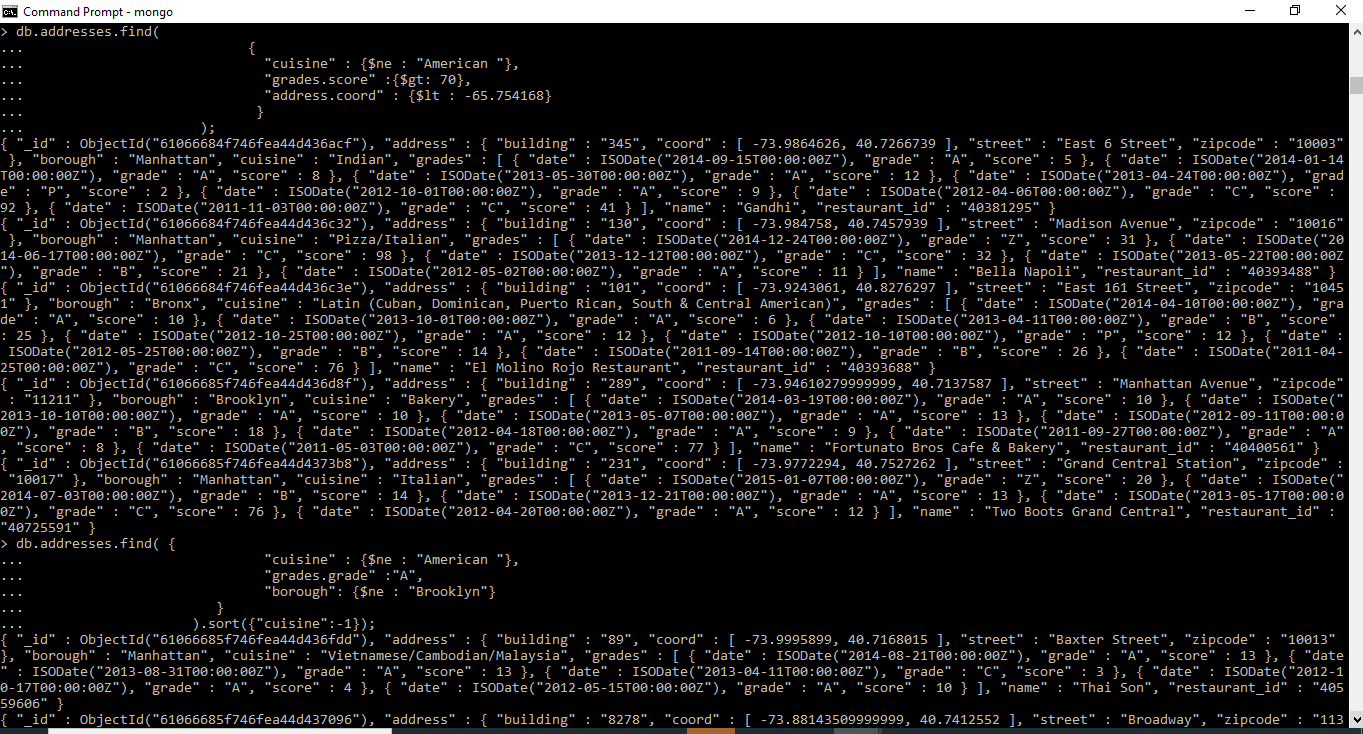 Command Prompt - mongo
> db.addresses.find(
... {
... "cuisine" : {$ne : "American "},
... "grades.score" :{$gt: 70},
... "address.coord" : {$lt : -65.754168}
... }
... );
{ "_id" : ObjectId("61066684f746fea44d436acf"), "address" : { "building" : "345", "coord" : [ -73.9864626, 40.7266739 ], "street" : "East 6 Street", "zipcode" : "10003"
 }, "borough" : "Manhattan", "cuisine" : "Indian", "grades" : [ { "date" : ISODate("2014-09-15T00:00:00Z"), "grade" : "A", "score" : 5 }, { "date" : ISODate("2014-01-14
T00:00:00Z"), "grade" : "A", "score" : 8 }, { "date" : ISODate("2013-05-30T00:00:00Z"), "grade" : "A", "score" : 12 }, { "date" : ISODate("2013-04-24T00:00:00Z"), "grad
e" : "P", "score" : 2 }, { "date" : ISODate("2012-10-01T00:00:00Z"), "grade" : "A", "score" : 9 }, { "date" : ISODate("2012-04-06T00:00:00Z"), "grade" : "C", "score" :
92 }, { "date" : ISODate("2011-11-03T00:00:00Z"), "grade" : "C", "score" : 41 } ], "name" : "Gandhi", "restaurant_id" : "40381295" }
{ "_id" : ObjectId("61066684f746fea44d436c32"), "address" : { "building" : "130", "coord" : [ -73.984758, 40.7457939 ], "street" : "Madison Avenue", "zipcode" : "10016"
 }, "borough" : "Manhattan", "cuisine" : "Pizza/Italian", "grades" : [ { "date" : ISODate("2014-12-24T00:00:00Z"), "grade" : "Z", "score" : 31 }, { "date" : ISODate("20
14-06-17T00:00:00Z"), "grade" : "C", "score" : 98 }, { "date" : ISODate("2013-12-12T00:00:00Z"), "grade" : "C", "score" : 32 }, { "date" : ISODate("2013-05-22T00:00:00Z
"), "grade" : "B", "score" : 21 }, { "date" : ISODate("2012-05-02T00:00:00Z"), "grade" : "A", "score" : 11 } ], "name" : "Bella Napoli", "restaurant_id" : "40393488" }
{ "_id" : ObjectId("61066684f746fea44d436c3e"), "address" : { "building" : "101", "coord" : [ -73.9243061, 40.8276297 ], "street" : "East 161 Street", "zipcode" : "1045
1" }, "borough" : "Bronx", "cuisine" : "Latin (Cuban, Dominican, Puerto Rican, South & Central American)", "grades" : [ { "date" : ISODate("2014-04-10T00:00:00Z"), "gra
de" : "A", "score" : 10 }, { "date" : ISODate("2013-10-01T00:00:00Z"), "grade" : "A", "score" : 6 }, { "date" : ISODate("2013-04-11T00:00:00Z"), "grade" : "B", "score"
: 25 }, { "date" : ISODate("2012-10-25T00:00:00Z"), "grade" : "A", "score" : 12 }, { "date" : ISODate("2012-10-10T00:00:00Z"), "grade" : "P", "score" : 12 }, { "date" :
 ISODate("2012-05-25T00:00:00Z"), "grade" : "B", "score" : 14 }, { "date" : ISODate("2011-09-14T00:00:00Z"), "grade" : "B", "score" : 26 }, { "date" : ISODate("2011-04-
25T00:00:00Z"), "grade" : "C", "score" : 76 } ], "name" : "El Molino Rojo Restaurant", "restaurant_id" : "40393688" }
{ "_id" : ObjectId("61066685f746fea44d436d8f"), "address" : { "building" : "289", "coord" : [ -73.94610279999999, 40.7137587 ], "street" : "Manhattan Avenue", "zipcode"
 : "11211" }, "borough" : "Brooklyn", "cuisine" : "Bakery", "grades" : [ { "date" : ISODate("2014-03-19T00:00:00Z"), "grade" : "A", "score" : 10 }, { "date" : ISODate("
2013-10-10T00:00:00Z"), "grade" : "A", "score" : 10 }, { "date" : ISODate("2013-05-07T00:00:00Z"), "grade" : "A", "score" : 13 }, { "date" : ISODate("2012-09-11T00:00:0
0Z"), "grade" : "B", "score" : 18 }, { "date" : ISODate("2012-04-18T00:00:00Z"), "grade" : "A", "score" : 9 }, { "date" : ISODate("2011-09-27T00:00:00Z"), "grade" : "A"
, "score" : 8 }, { "date" : ISODate("2011-05-03T00:00:00Z"), "grade" : "C", "score" : 77 } ], "name" : "Fortunato Bros Cafe & Bakery", "restaurant_id" : "40400561" }
{ "_id" : ObjectId("61066685f746fea44d4373b8"), "address" : { "building" : "231", "coord" : [ -73.9772294, 40.7527262 ], "street" : "Grand Central Station", "zipcode" :
 "10017" }, "borough" : "Manhattan", "cuisine" : "Italian", "grades" : [ { "date" : ISODate("2015-01-07T00:00:00Z"), "grade" : "Z", "score" : 20 }, { "date" : ISODate("
2014-07-03T00:00:00Z"), "grade" : "B", "score" : 14 }, { "date" : ISODate("2013-12-21T00:00:00Z"), "grade" : "A", "score" : 13 }, { "date" : ISODate("2013-05-17T00:00:0
0Z"), "grade" : "C", "score" : 76 }, { "date" : ISODate("2012-04-20T00:00:00Z"), "grade" : "A", "score" : 12 } ], "name" : "Two Boots Grand Central", "restaurant_id" :
"40725591" }
> db.addresses.find( {
... "cuisine" : {$ne : "American "},
... "grades.grade" :"A",
... "borough": {$ne : "Brooklyn"}
... }
... ).sort({"cuisine":-1});
{ "_id" : ObjectId("61066685f746fea44d436fdd"), "address" : { "building" : "89", "coord" : [ -73.9995899, 40.7168015 ], "street" : "Baxter Street", "zipcode" : "10013"
}, "borough" : "Manhattan", "cuisine" : "Vietnamese/Cambodian/Malaysia", "grades" : [ { "date" : ISODate("2014-08-21T00:00:00Z"), "grade" : "A", "score" : 13 }, { "date
" : ISODate("2013-08-31T00:00:00Z"), "grade" : "A", "score" : 13 }, { "date" : ISODate("2013-04-11T00:00:00Z"), "grade" : "C", "score" : 3 }, { "date" : ISODate("2012-1
0-17T00:00:00Z"), "grade" : "A", "score" : 4 }, { "date" : ISODate("2012-05-15T00:00:00Z"), "grade" : "A", "score" : 10 } ], "name" : "Thai Son", "restaurant_id" : "405
59606" }
{ "_id" : ObjectId("61066685f746fea44d437096"), "address" : { "building" : "8278", "coord" : [ -73.88143509999999, 40.7412552 ], "street" : "Broadway", "zipcode" : "113